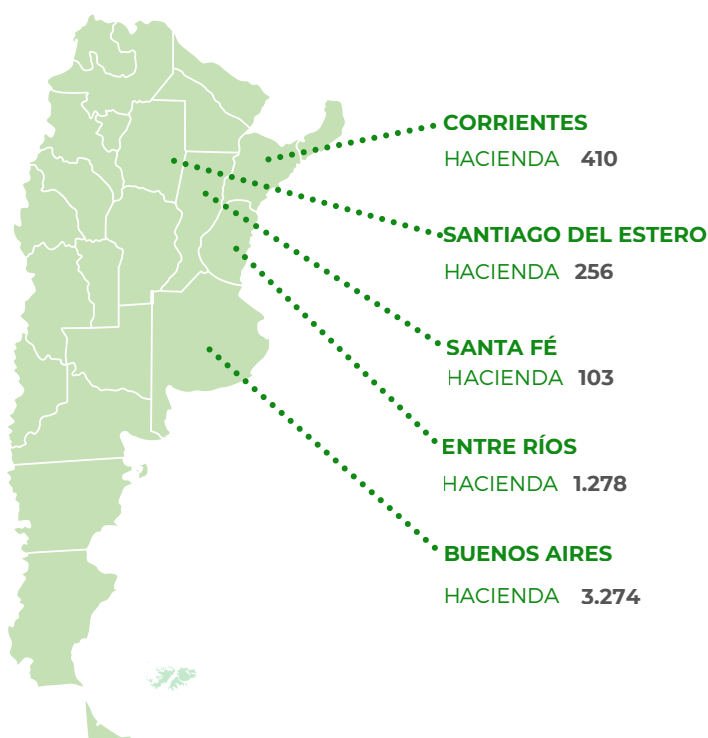 CORRIENTES
HACIENDA 410
SANTIAGO DEL ESTERO
HACIENDA 256
SANTA FÉ
HACIENDA 103
ENTRE RÍOS
HACIENDA 1.278
BUENOS AIRES
HACIENDA 3.274